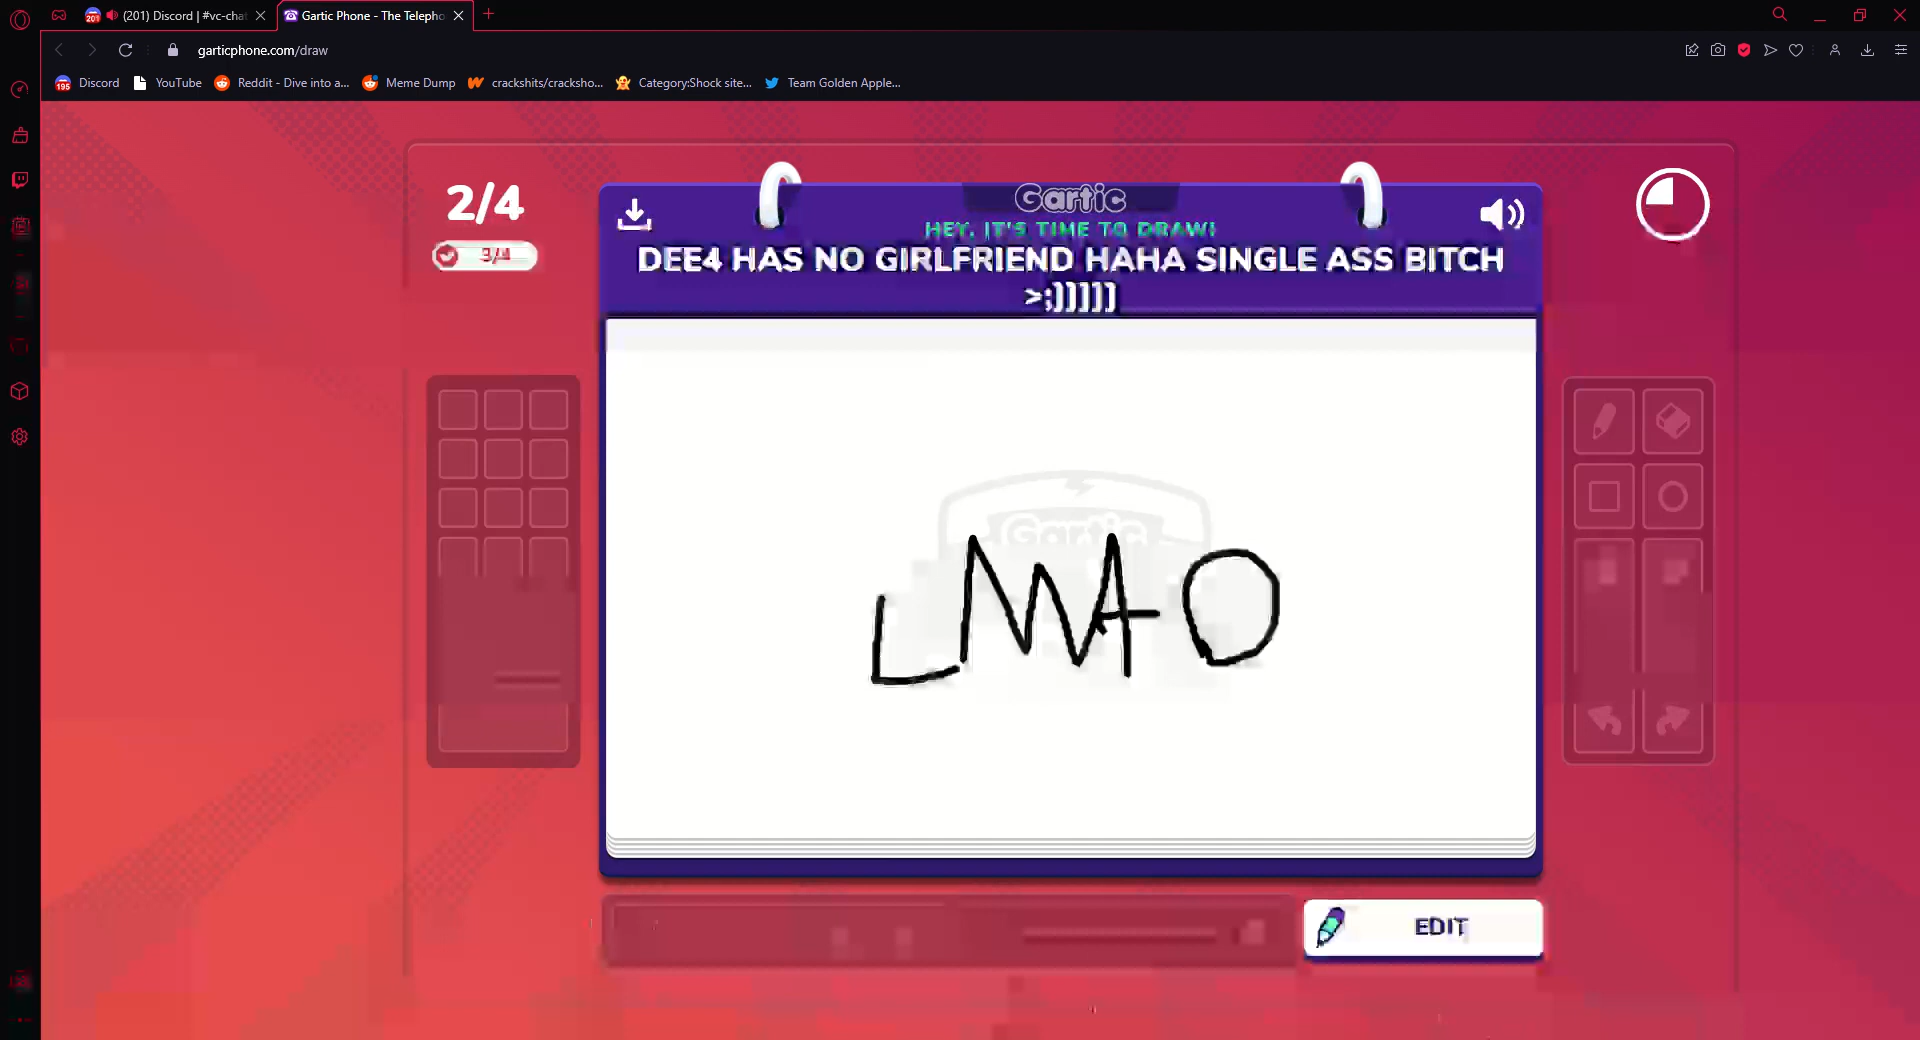 (201) Discord | #vc-chat
Gartic Phone - The Telepho
garticphone.com/draw
Discord
YouTube
Reddit - Dive into a...
Meme Dump
crackshits/cracksho...
Category:Shock site...
Team Golden Apple...
2/4
3/4
Gartic
HEY, IT'S TIME TO DRAW!
DEE4 HAS NO GIRLFRIEND HAHA SINGLE ASS BITCH
>;)))))
Gartic
LMAO
EDIT